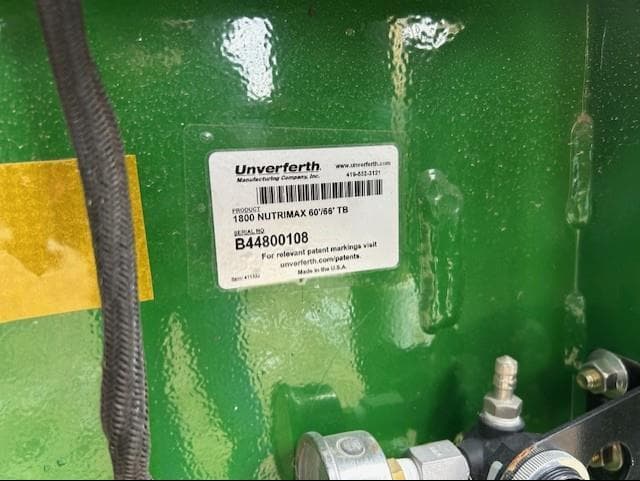 Unverferth
www.unverferth.com
Manufacturing Company, Inc.
419-532-3121
PRODUCT
1800 NUTRIMAX 60'/66' TB
SERIAL NO
B44800108
For relevant patent markings visit
unverferth.com/patents.
Made in the U.S.A.